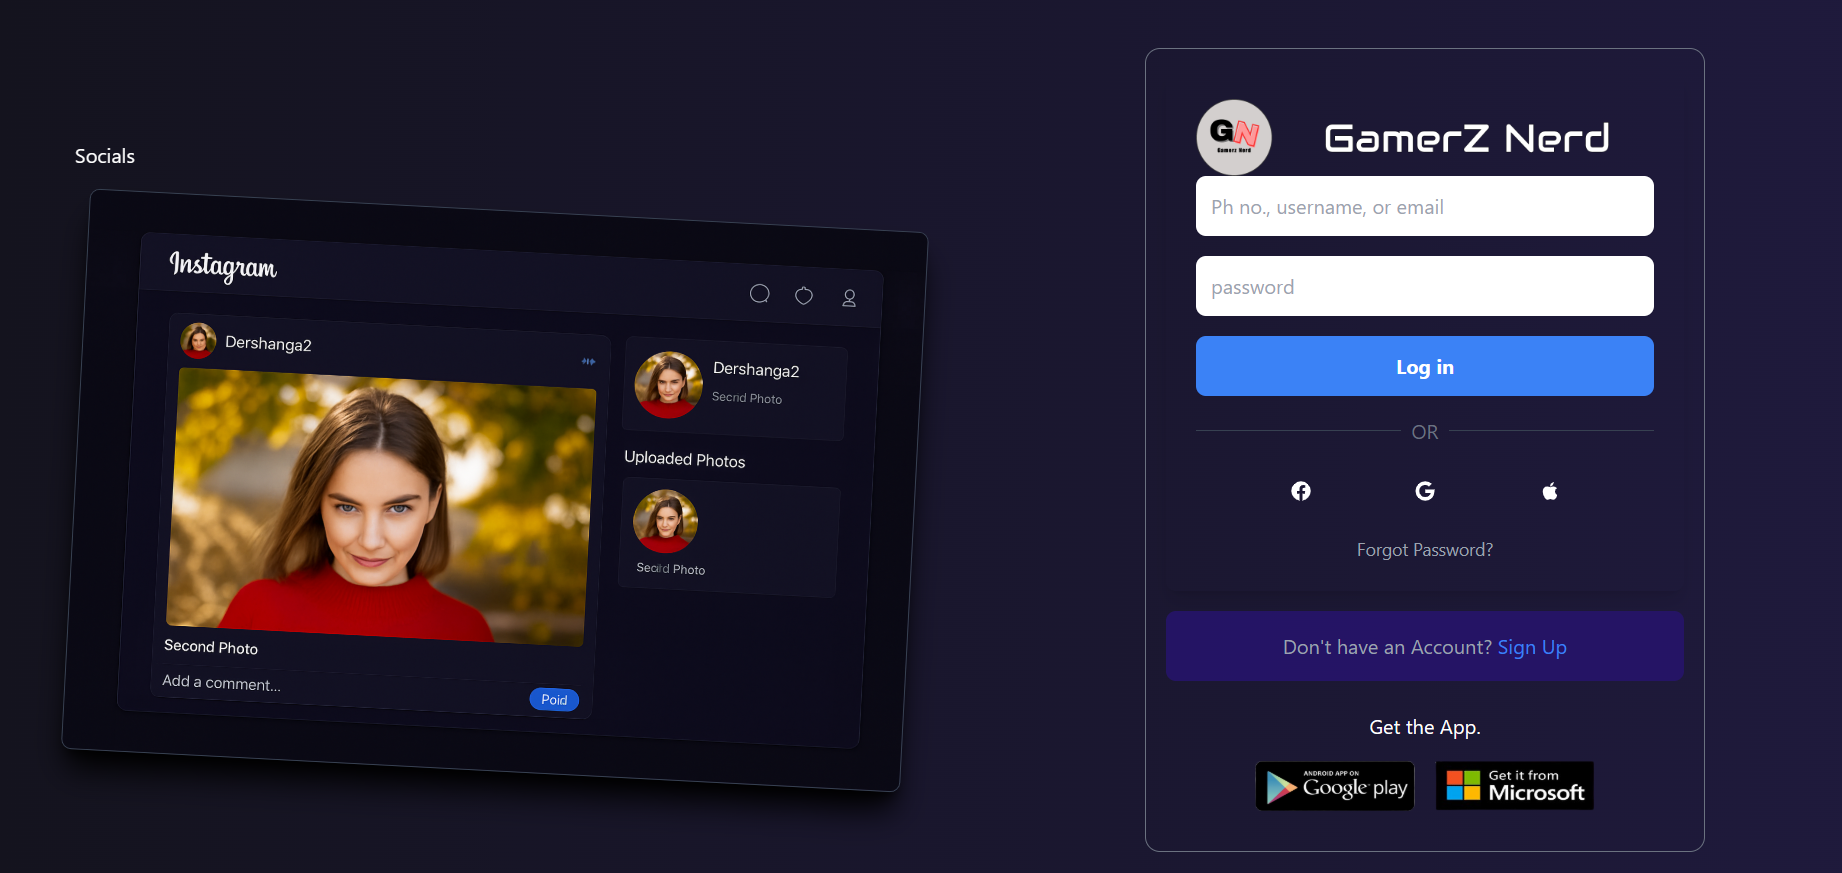 Socials
Instagram
Dershanga2
Second Photo
Add a comment...
Poid
Dershanga2
Secnd Photo
Uploaded Photos
Photo
GN
Gamerz Nerd
GamerZ Nerd
Ph no., username, or email
password
Log in
OR
Forgot Password?
Don't have an Account? Sign Up
Get the App.
ANDROID APP ON
Google play
Get it from
Microsoft